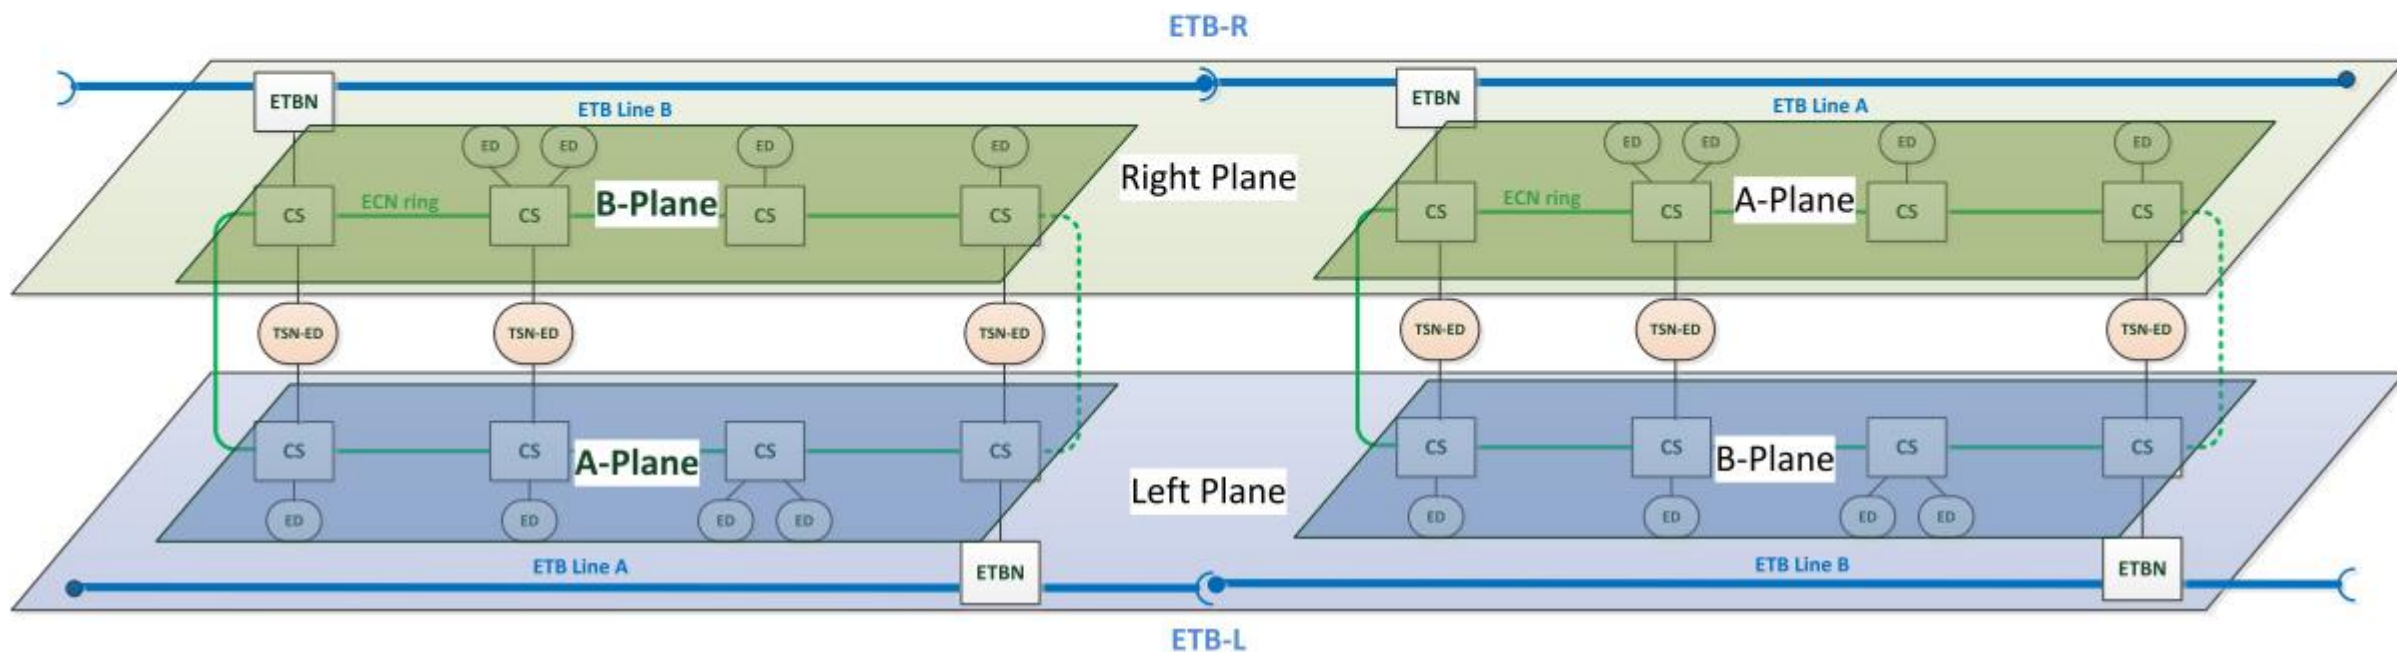 ETB-R
ETBN
ETB Line B
ETBN
ETB Line A
ED ED ED ED
Right Plane
ED ED ED ED
CS ECN ring CS B-Plane CS CS
CS ECN ring CS A-Plane CS CS
TSN-ED TSN-ED TSN-ED
TSN-ED TSN-ED TSN-ED
CS CS A-Plane CS CS
CS CS B-Plane CS CS
Left Plane
ED ED ED ED
ED ED ED ED
ETB Line A
ETBN
ETB Line B
ETBN
ETB-L